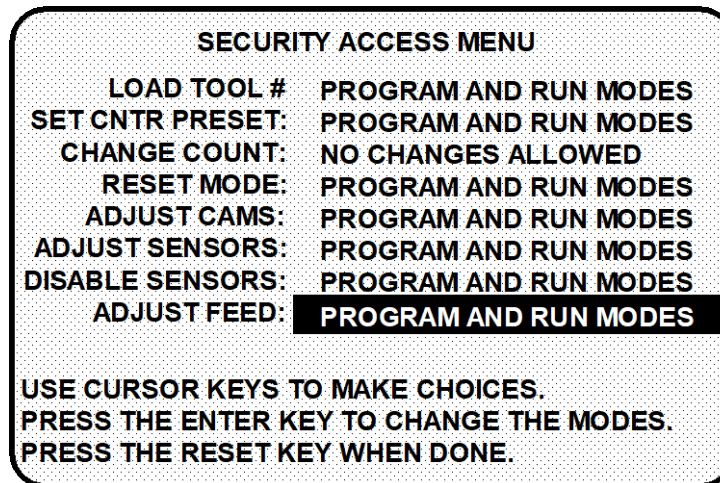 SECURITY ACCESS MENU
LOAD TOOL # PROGRAM AND RUN MODES
SET CNTR PRESET: PROGRAM AND RUN MODES
CHANGE COUNT: NO CHANGES ALLOWED
RESET MODE: PROGRAM AND RUN MODES
ADJUST CAMS: PROGRAM AND RUN MODES
ADJUST SENSORS: PROGRAM AND RUN MODES
DISABLE SENSORS: PROGRAM AND RUN MODES
ADJUST FEED: PROGRAM AND RUN MODES
USE CURSOR KEYS TO MAKE CHOICES.
PRESS THE ENTER KEY TO CHANGE THE MODES.
PRESS THE RESET KEY WHEN DONE.